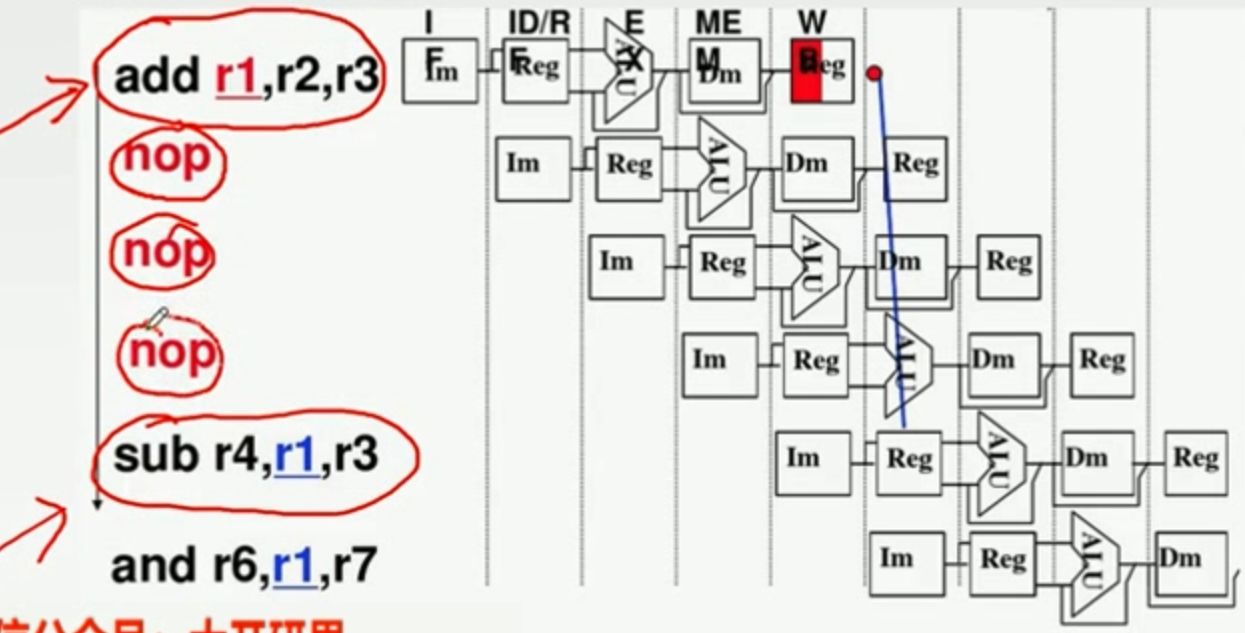 IF ID/RF EX MEM WB
add r1,r2,r3 Im Reg ALU Dm Reg
nop Im Reg ALU Dm Reg
nop Im Reg ALU Dm Reg
nop Im Reg ALU Dm Reg
sub r4,r1,r3 Im Reg ALU Dm Reg
and r6,r1,r7 Im Reg ALU Dm